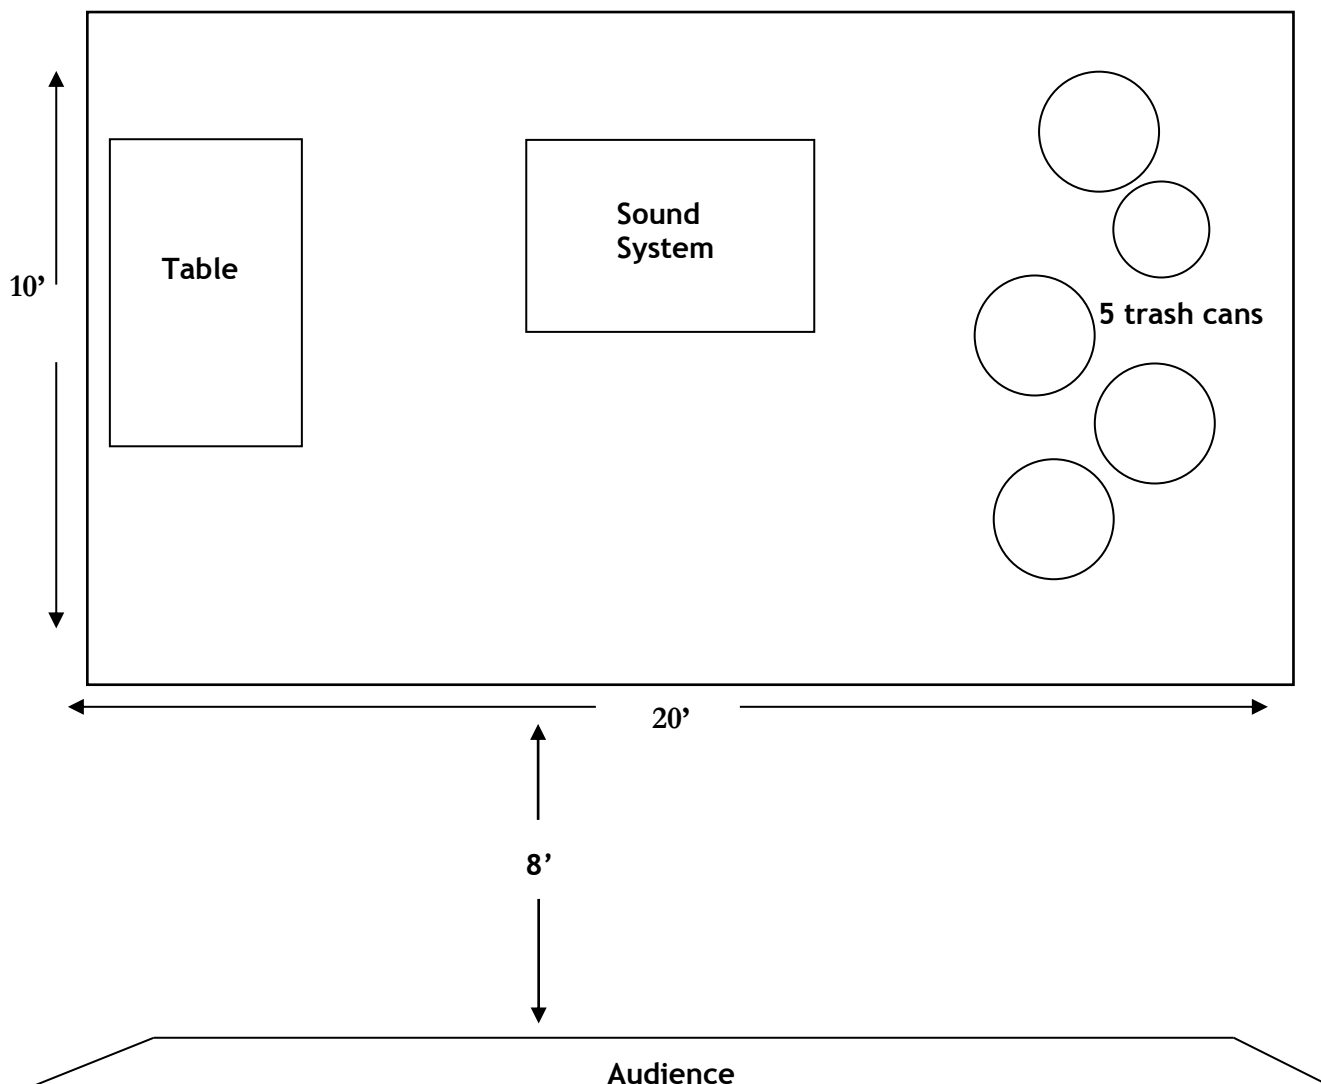 Sound
System
Table
10’
5 trash cans
20’
8’
Audience